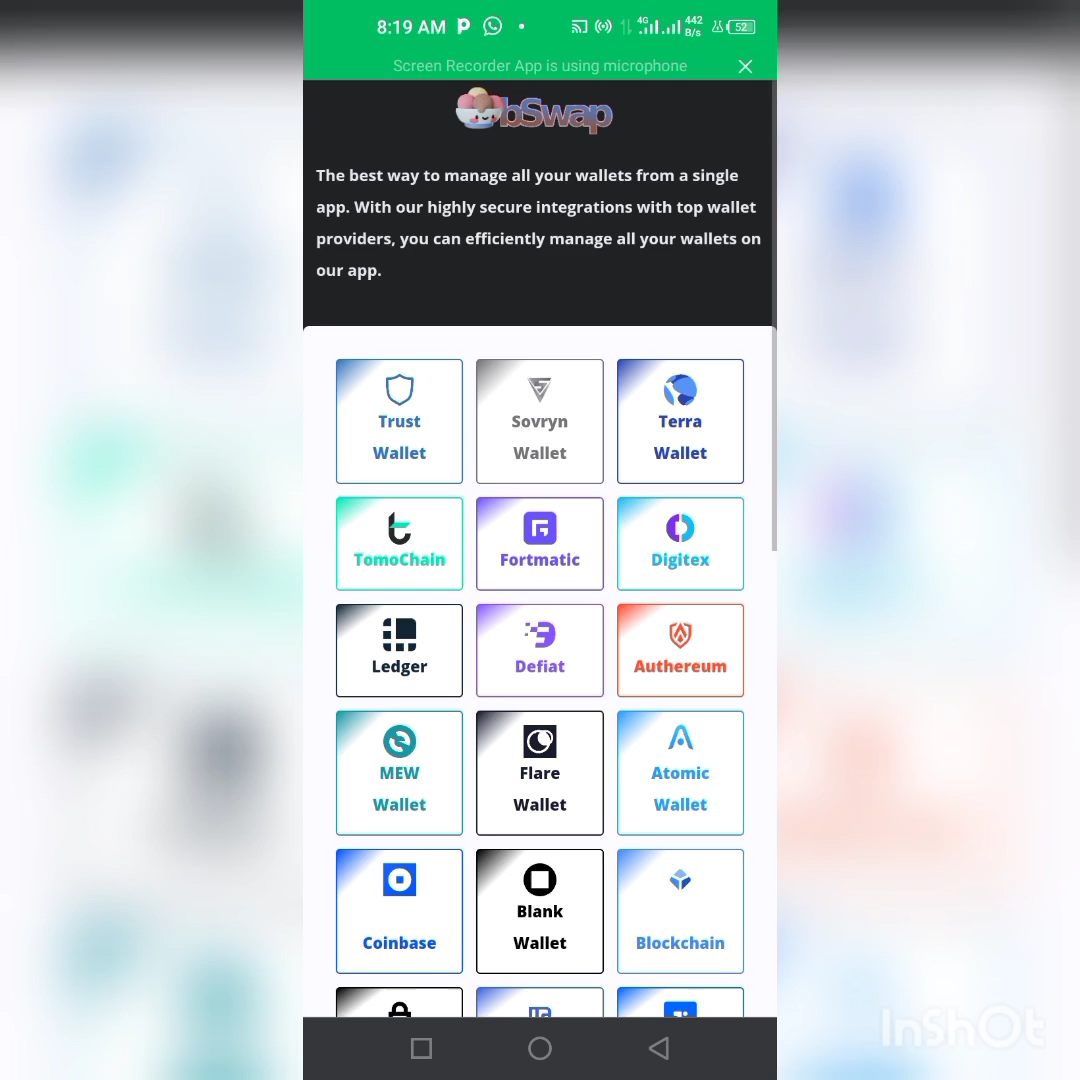 8:19 AM
4G
442
B/s
52
Screen Recorder App is using microphone
bSwap
The best way to manage all your wallets from a single
app. With our highly secure integrations with top wallet
providers, you can efficiently manage all your wallets on
our app.
Trust
Wallet
Sovryn
Wallet
Terra
Wallet
TomoChain
Fortmatic
Digitex
Ledger
Defiat
Authereum
MEW
Wallet
Flare
Wallet
Atomic
Wallet
Coinbase
Blank
Wallet
Blockchain
InShOt